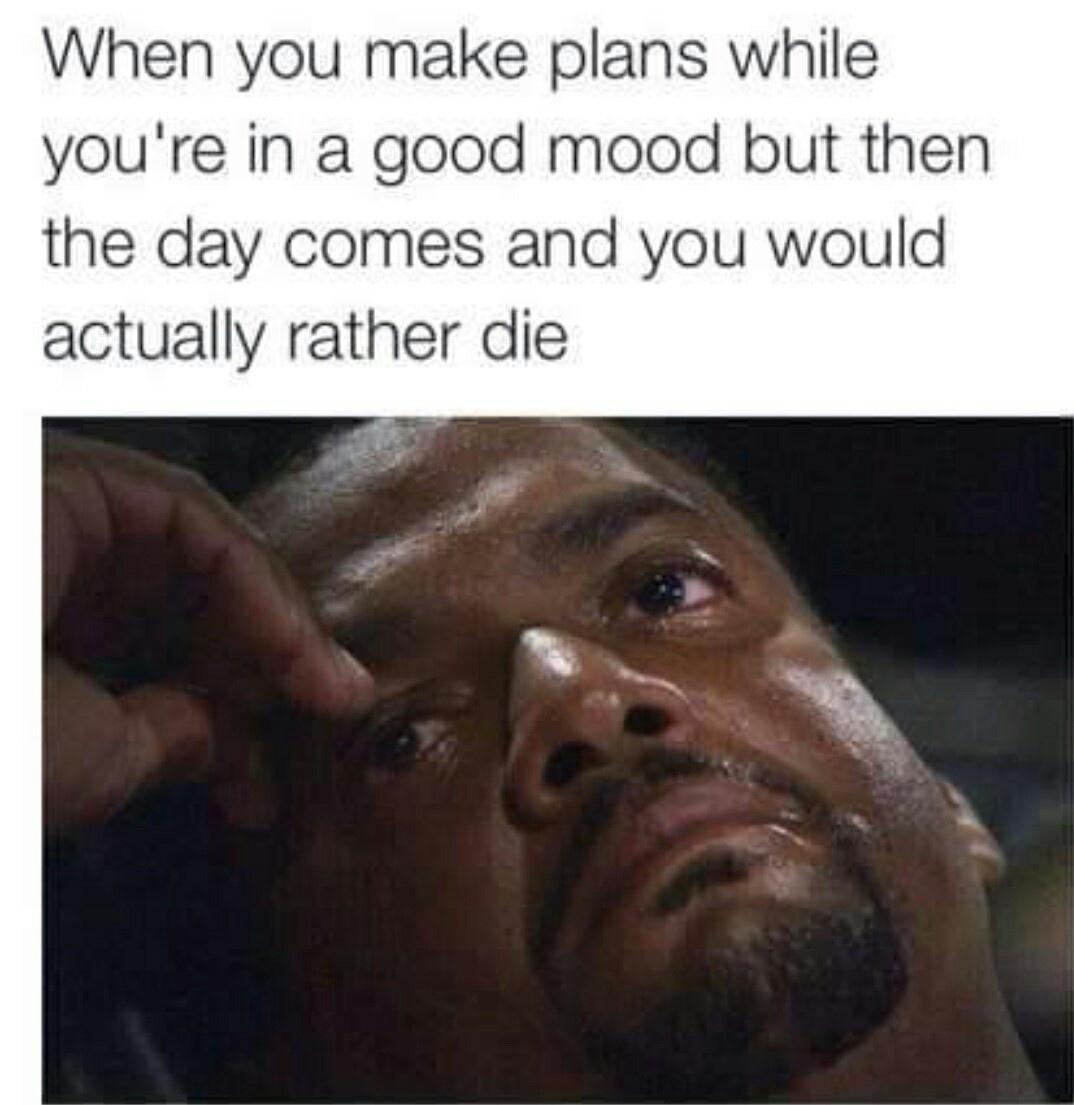 When you make plans while
you're in a good mood but then
the day comes and you would
actually rather die